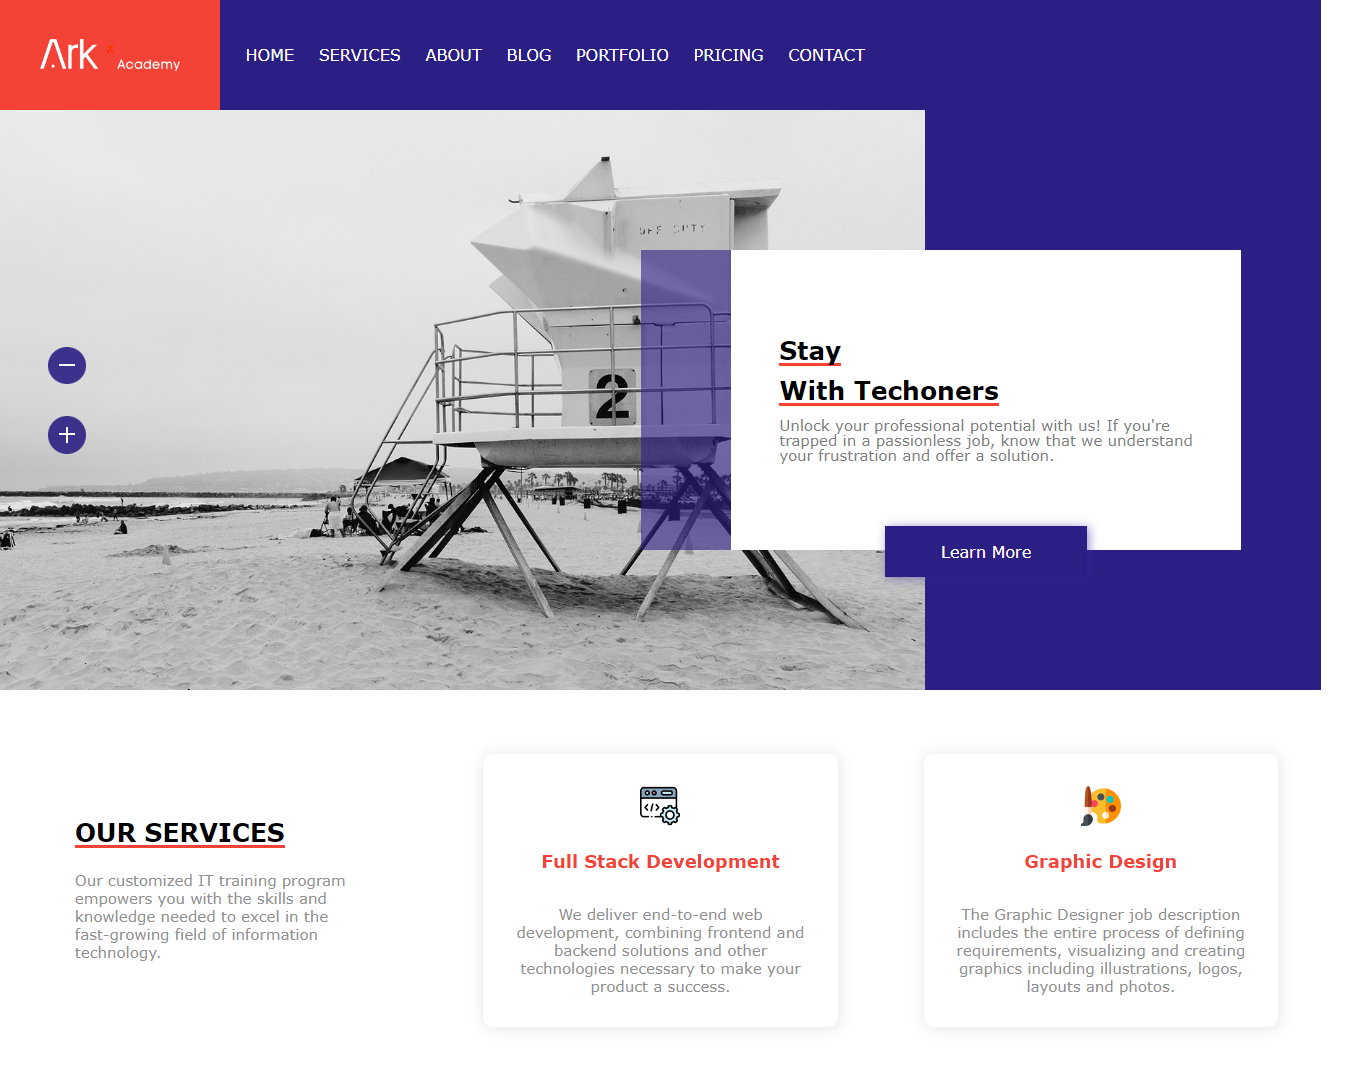 Ark x Academy
HOME SERVICES ABOUT BLOG PORTFOLIO PRICING CONTACT
OFF DUTY
2
Stay
With Techoners
Unlock your professional potential with us! If you're
trapped in a passionless job, know that we understand
your frustration and offer a solution.
Learn More
OUR SERVICES
Our customized IT training program
empowers you with the skills and
knowledge needed to excel in the
fast-growing field of information
technology.
Full Stack Development
We deliver end-to-end web
development, combining frontend and
backend solutions and other
technologies necessary to make your
product a success.
Graphic Design
The Graphic Designer job description
includes the entire process of defining
requirements, visualizing and creating
graphics including illustrations, logos,
layouts and photos.